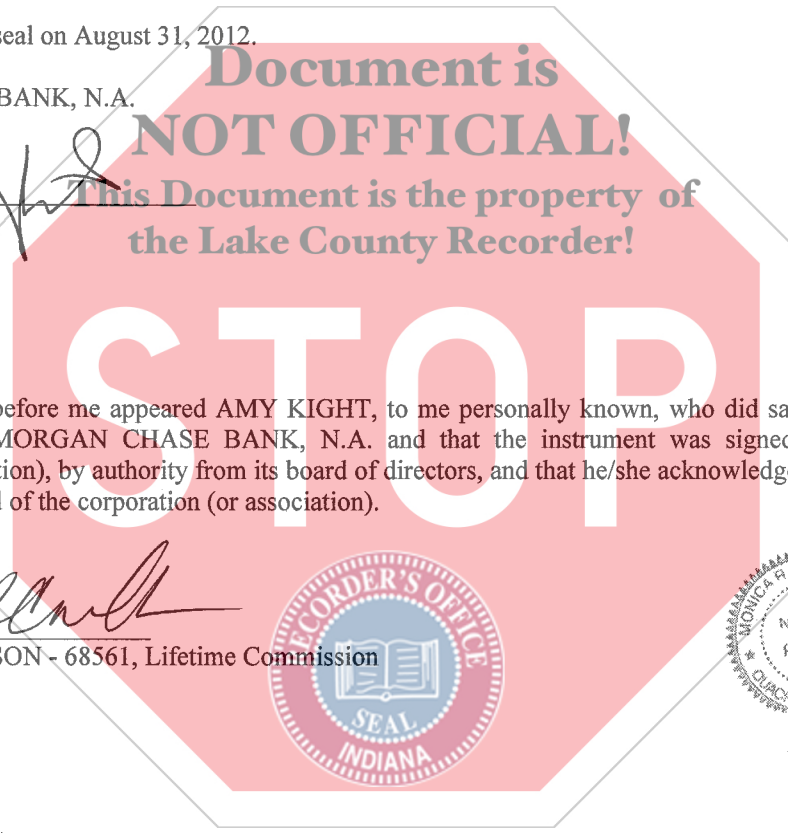 seal on August 31, 2012.
Document is
BANK, N.A.
NOT OFFICIAL!
This Document is the property of
the Lake County Recorder!
STOP
before me appeared AMY KIGHT, to me personally known, who did sa
MORGAN CHASE BANK, N.A. and that the instrument was signed
tion), by authority from its board of directors, and that he/she acknowledg
of the corporation (or association).
RECORDER'S OFFICE
SEAL
INDIANA
MONICA
SON - 68561, Lifetime Commission